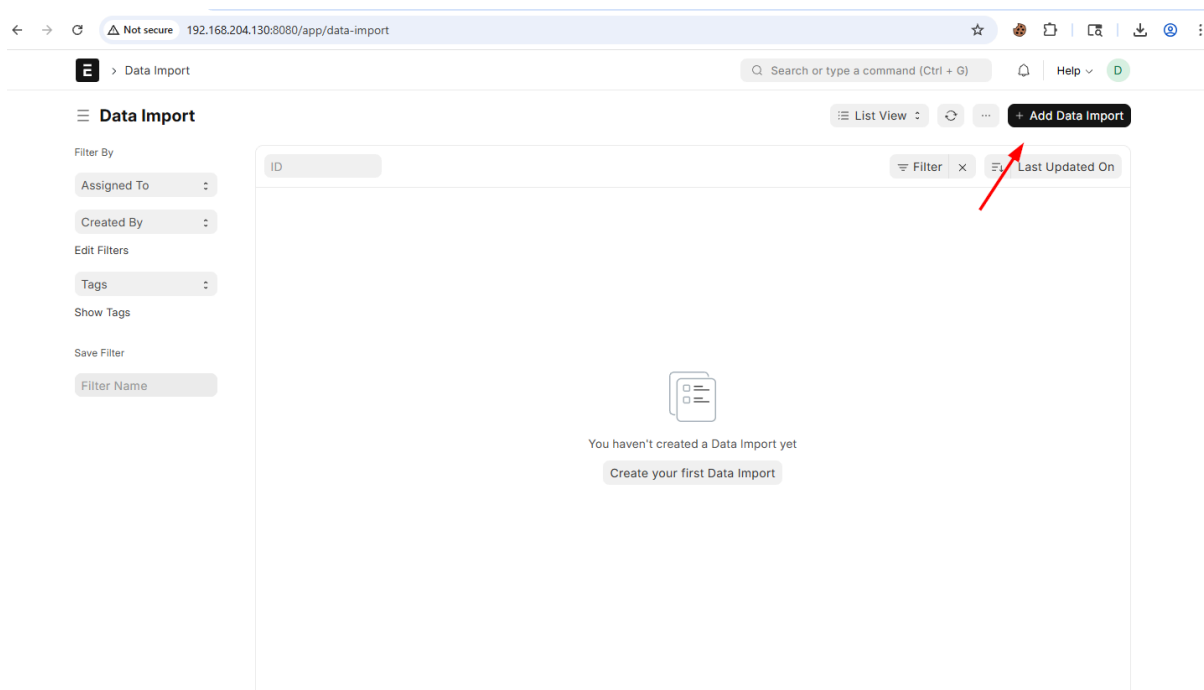 Not secure 192.168.204.130:8080/app/data-import
E > Data Import Search or type a command (Ctrl + G) Help D
Data Import List View ... + Add Data Import
Filter By
ID Filter × Last Updated On
Assigned To
Created By
Edit Filters
Tags
Show Tags
Save Filter
Filter Name
You haven't created a Data Import yet
Create your first Data Import